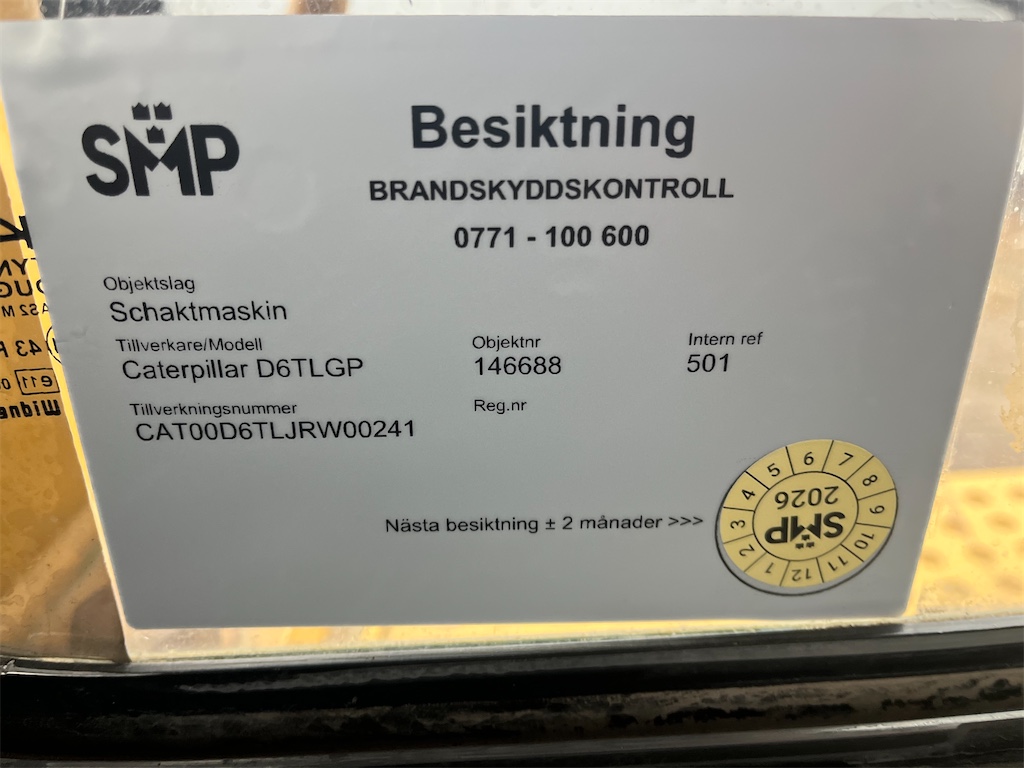 SMP
Besiktning
BRANDSKYDDSKONTROLL
0771 - 100 600
Objektslag
Schaktmaskin
Tillverkare/Modell
Objektnr
Intern ref
Caterpillar D6TLGP
146688
501
Tillverkningsnummer
Reg.nr
CAT00D6TLJRW00241
Nästa besiktning ± 2 månader >>>
1 2 3 4 5 6 7 8 9 10 11 12
2026
SMP
43 R
e11